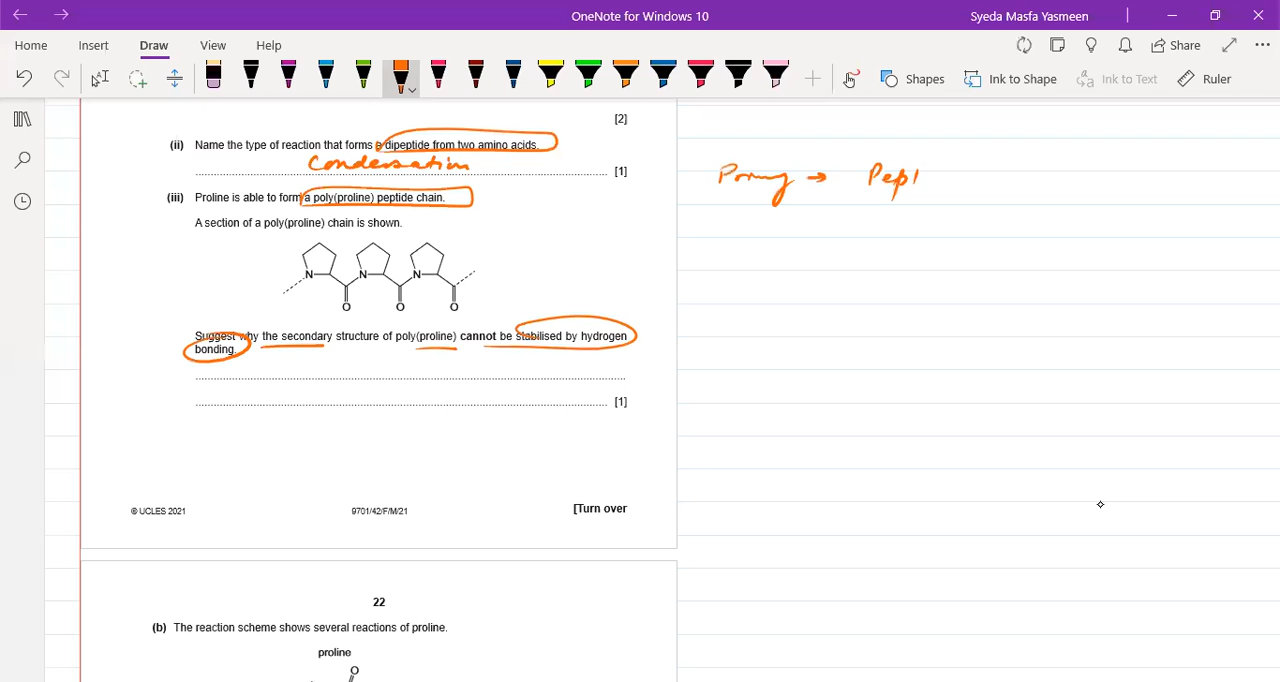 OneNote for Windows 10
Syeda Masfa Yasmeen
Home Insert Draw View Help
Share
Shapes
Ink to Shape
Ink to Text
Ruler
[2]
(ii) Name the type of reaction that forms a dipeptide from two amino acids.
Condensation
[1]
(iii) Proline is able to form a poly(proline) peptide chain.
A section of a poly(proline) chain is shown.
N N N
O O O
Suggest why the secondary structure of poly(proline) cannot be stabilised by hydrogen
bonding.
[1]
© UCLES 2021
9701/42/F/M/21
[Turn over
→ Pept
22
(b) The reaction scheme shows several reactions of proline.
proline
O